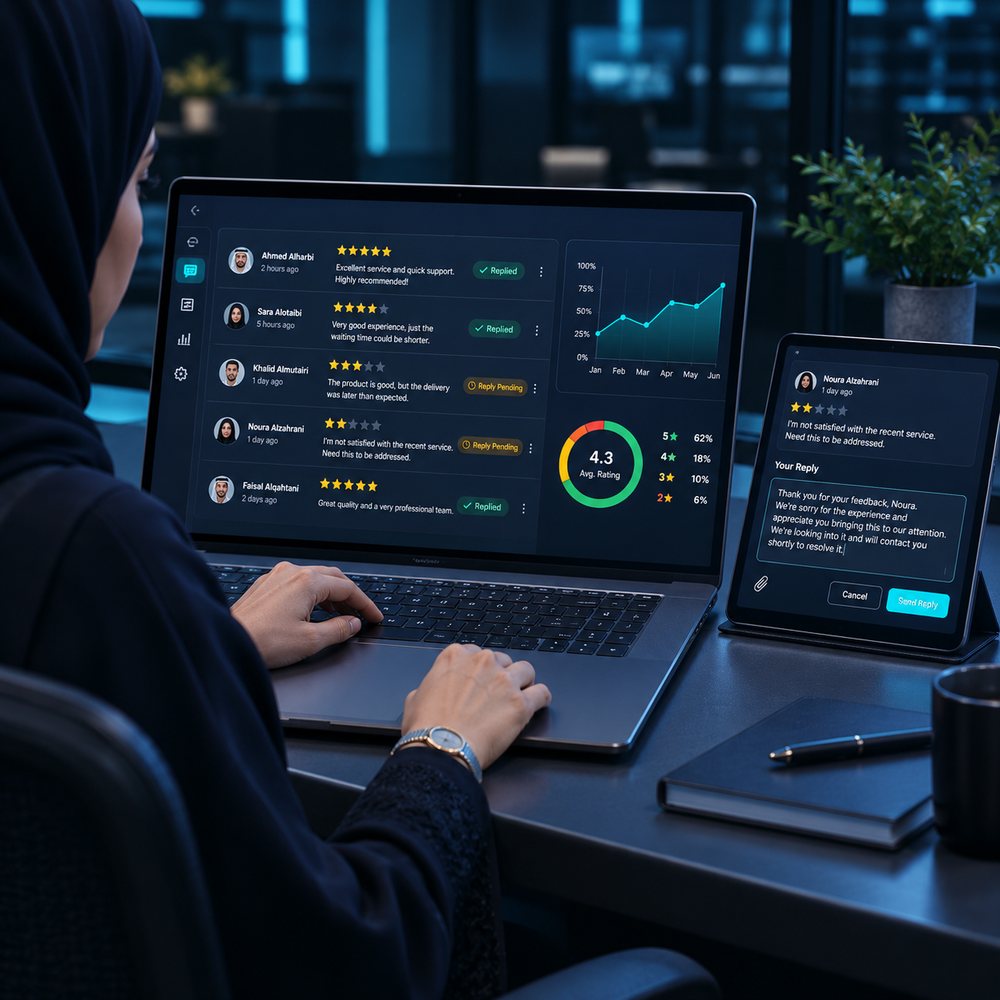 Ahmed Alharbi
2 hours ago
Excellent service and quick support.
Highly recommended!
Replied
Sara Alotaibi
5 hours ago
Very good experience, just the
waiting time could be shorter.
Replied
Khalid Almutairi
1 day ago
The product is good, but the delivery
was later than expected.
Reply Pending
Noura Alzahrani
1 day ago
I'm not satisfied with the recent service.
Need this to be addressed.
Reply Pending
Faisal Alqahtani
2 days ago
Great quality and a very professional team.
Replied
100%
75%
50%
25%
0%
Jan Feb Mar Apr May Jun
4.3
Avg. Rating
5★ 62%
4★ 18%
3★ 10%
2★ 6%
Noura Alzahrani
1 day ago
I'm not satisfied with the recent service.
Need this to be addressed.
Your Reply
Thank you for your feedback, Noura.
We're sorry for the experience and
appreciate you bringing this to our attention.
We're looking into it and will contact you
shortly to resolve it.
Cancel
Send Reply